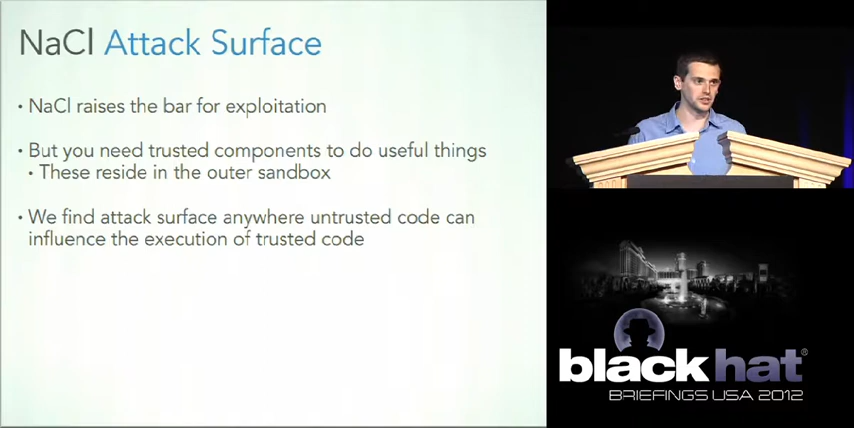 NaCl Attack Surface
• NaCl raises the bar for exploitation
• But you need trusted components to do useful things
• These reside in the outer sandbox
• We find attack surface anywhere untrusted code can
influence the execution of trusted code
black hat®
BRIEFINGS USA 2012